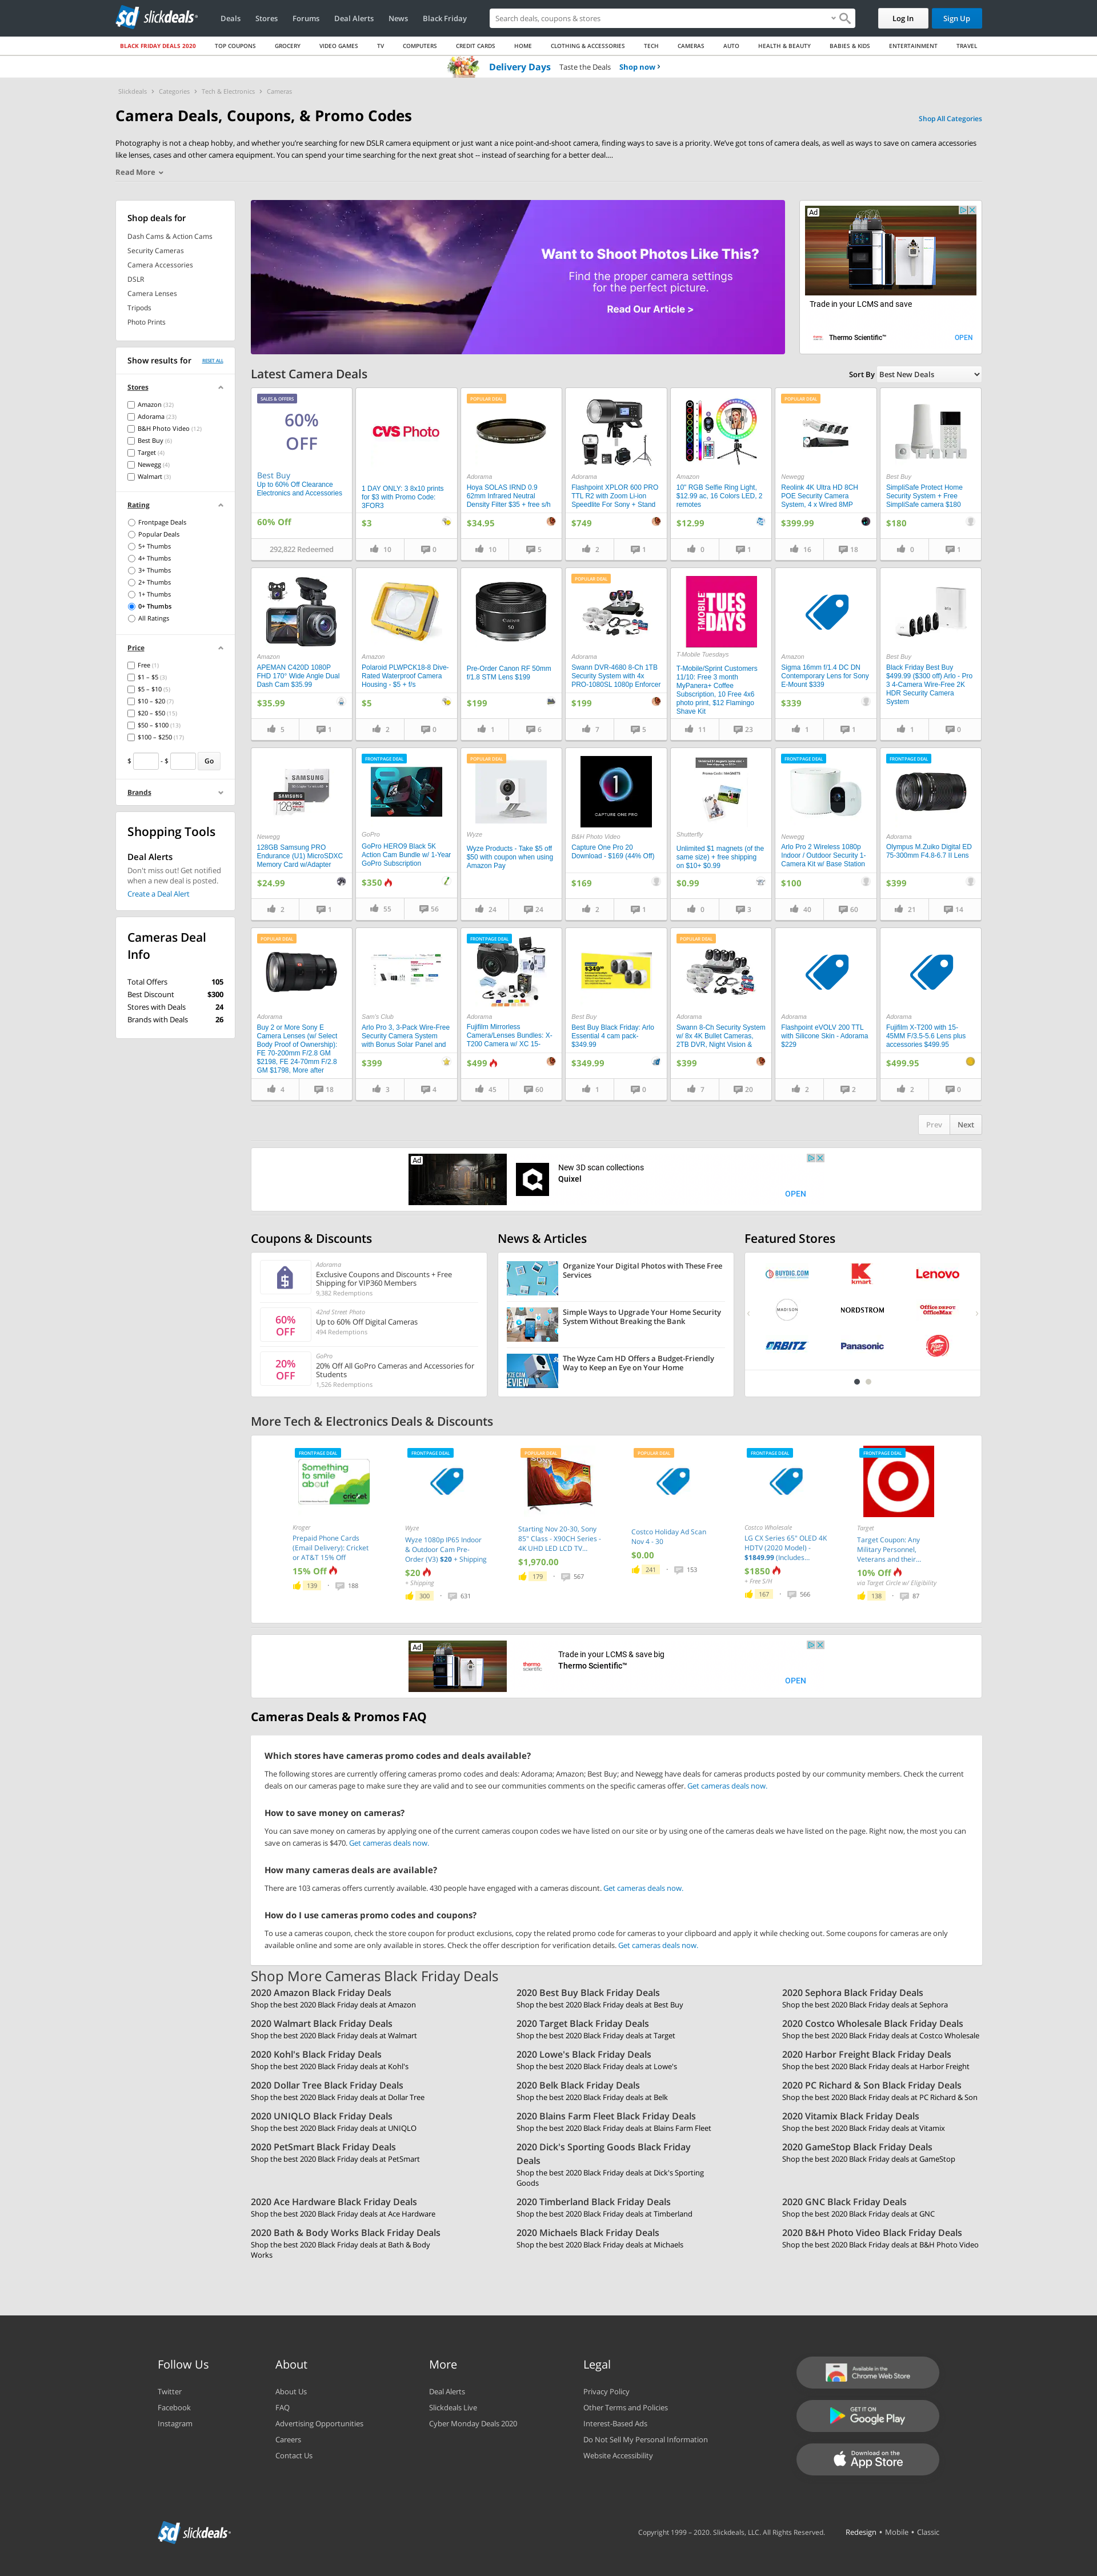 slickdeals
Deals Stores Forums Deal Alerts News Black Friday
Search deals, coupons & stores
Log In Sign Up
BLACK FRIDAY DEALS 2020 TOP COUPONS GROCERY VIDEO GAMES TV COMPUTERS CREDIT CARDS HOME CLOTHING & ACCESSORIES TECH CAMERAS AUTO HEALTH & BEAUTY BABIES & KIDS ENTERTAINMENT TRAVEL
Delivery Days Taste the Deals Shop now
Slickdeals Categories Tech & Electronics Cameras
Camera Deals, Coupons, & Promo Codes
Shop All Categories
Photography is not a cheap hobby, and whether you're searching for new DSLR camera equipment or just want a nice point-and-shoot camera, finding ways to save is a priority. We've got tons of camera deals, as well as ways to save on camera accessories
like lenses, cases and other camera equipment. You can spend your time searching for the next great shot -- instead of searching for a better deal....
Read More
Shop deals for
Dash Cams & Action Cams
Security Cameras
Camera Accessories
DSLR
Camera Lenses
Tripods
Photo Prints
Show results for RESET ALL
Stores
Amazon (32)
Adorama (23)
B&H Photo Video (12)
Best Buy (6)
Target (4)
Newegg (4)
Walmart (3)
Rating
Frontpage Deals
Popular Deals
5+ Thumbs
4+ Thumbs
3+ Thumbs
2+ Thumbs
1+ Thumbs
0+ Thumbs
All Ratings
Price
Free (1)
$1 – $5 (3)
$5 – $10 (5)
$10 – $20 (7)
$20 – $50 (15)
$50 – $100 (13)
$100 – $250 (17)
$ - $ Go
Brands
Shopping Tools
Deal Alerts
Don't miss out! Get notified
when a new deal is posted.
Create a Deal Alert
Cameras Deal
Info
Total Offers 105
Best Discount $300
Stores with Deals 24
Brands with Deals 26
Want to Shoot Photos Like This?
Find the proper camera settings
for the perfect picture.
Read Our Article >
Ad
Trade in your LCMS and save
Thermo Scientific™ OPEN
Latest Camera Deals
Sort By Best New Deals
SALES & OFFERS
60%
OFF
Best Buy
Up to 60% Off Clearance
Electronics and Accessories
60% Off
292,822 Redeemed
CVS Photo
1 DAY ONLY: 3 8x10 prints
for $3 with Promo Code:
3FOR3
$3
10 0
POPULAR DEAL
Adorama
Hoya SOLAS IRND 0.9
62mm Infrared Neutral
Density Filter $35 + free s/h
$34.95
10 5
Adorama
Flashpoint XPLOR 600 PRO
TTL R2 with Zoom Li-ion
Speedlite For Sony + Stand
$749
2 1
Amazon
10" RGB Selfie Ring Light,
$12.99 ac, 16 Colors LED, 2
remotes
$12.99
0 1
POPULAR DEAL
Newegg
Reolink 4K Ultra HD 8CH
POE Security Camera
System, 4 x Wired 8MP
$399.99
16 18
Best Buy
SimpliSafe Protect Home
Security System + Free
SimpliSafe camera $180
$180
0 1
Amazon
APEMAN C420D 1080P
FHD 170° Wide Angle Dual
Dash Cam $35.99
$35.99
5 1
Amazon
Polaroid PLWPCK18-8 Dive-
Rated Waterproof Camera
Housing - $5 + f/s
$5
2 0
Pre-Order Canon RF 50mm
f/1.8 STM Lens $199
$199
1 6
POPULAR DEAL
Adorama
Swann DVR-4680 8-Ch 1TB
Security System with 4x
PRO-1080SL 1080p Enforcer
$199
7 5
T-MOBILE TUESDAYS
T-Mobile Tuesdays
T-Mobile/Sprint Customers
11/10: Free 3 month
MyPanera+ Coffee
Subscription, 10 Free 4x6
photo print, $12 Flamingo
Shave Kit
11 23
Amazon
Sigma 16mm f/1.4 DC DN
Contemporary Lens for Sony
E-Mount $339
$339
1 1
Best Buy
Black Friday Best Buy
$499.99 ($300 off) Arlo - Pro
3 4-Camera Wire-Free 2K
HDR Security Camera
System
1 0
SAMSUNG
Newegg
128GB Samsung PRO
Endurance (U1) MicroSDXC
Memory Card w/Adapter
$24.99
2 1
FRONTPAGE DEAL
GoPro
GoPro HERO9 Black 5K
Action Cam Bundle w/ 1-Year
GoPro Subscription
$350
55 56
POPULAR DEAL
Wyze
Wyze Products - Take $5 off
$50 with coupon when using
Amazon Pay
24 24
CAPTURE ONE PRO
B&H Photo Video
Capture One Pro 20
Download - $169 (44% Off)
$169
2 1
Promo Code: MAGNETS
Shutterfly
Unlimited $1 magnets (of the
same size) + free shipping
on $10+ $0.99
$0.99
0 3
FRONTPAGE DEAL
Newegg
Arlo Pro 2 Wireless 1080p
Indoor / Outdoor Security 1-
Camera Kit w/ Base Station
$100
40 60
FRONTPAGE DEAL
Adorama
Olympus M.Zuiko Digital ED
75-300mm F4.8-6.7 II Lens
$399
21 14
POPULAR DEAL
Adorama
Buy 2 or More Sony E
Camera Lenses (w/ Select
Body Proof of Ownership):
FE 70-200mm F/2.8 GM
$2198, FE 24-70mm F/2.8
GM $1798, More after
4 18
Sam's Club
Arlo Pro 3, 3-Pack Wire-Free
Security Camera System
with Bonus Solar Panel and
$399
3 4
FRONTPAGE DEAL
Adorama
Fujifilm Mirrorless
Camera/Lenses Bundles: X-
T200 Camera w/ XC 15-
$499
45 60
Best Buy
Best Buy Black Friday: Arlo
Essential 4 cam pack-
$349.99
$349.99
1 0
POPULAR DEAL
Adorama
Swann 8-Ch Security System
w/ 8x 4K Bullet Cameras,
2TB DVR, Night Vision &
$399
7 20
Adorama
Flashpoint eVOLV 200 TTL
with Silicone Skin - Adorama
$229
2 2
Adorama
Fujifilm X-T200 with 15-
45MM F/3.5-5.6 Lens plus
accessories $499.95
$499.95
2 0
Prev Next
Ad
New 3D scan collections
Quixel
OPEN
Coupons & Discounts
Adorama
Exclusive Coupons and Discounts + Free
Shipping for VIP360 Members
9,382 Redemptions
60%
OFF
42nd Street Photo
Up to 60% Off Digital Cameras
494 Redemptions
20%
OFF
GoPro
20% Off All GoPro Cameras and Accessories for
Students
1,526 Redemptions
News & Articles
Organize Your Digital Photos with These Free
Services
Simple Ways to Upgrade Your Home Security
System Without Breaking the Bank
The Wyze Cam HD Offers a Budget-Friendly
Way to Keep an Eye on Your Home
Featured Stores
BUYDIG.COM Kmart Lenovo
MADISON NORDSTROM Office DEPOT OfficeMax
ORBITZ Panasonic Pizza Hut
More Tech & Electronics Deals & Discounts
FRONTPAGE DEAL
Something
to smile
about cricket
Kroger
Prepaid Phone Cards
(Email Delivery): Cricket
or AT&T 15% Off
15% Off
139 188
FRONTPAGE DEAL
Wyze
Wyze 1080p IP65 Indoor
& Outdoor Cam Pre-
Order (V3) $20 + Shipping
$20
+ Shipping
300 631
POPULAR DEAL
Starting Nov 20-30, Sony
85" Class - X90CH Series -
4K UHD LED LCD TV...
$1,970.00
179 567
POPULAR DEAL
Costco Holiday Ad Scan
Nov 4 - 30
$0.00
241 153
FRONTPAGE DEAL
Costco Wholesale
LG CX Series 65" OLED 4K
HDTV (2020 Model) -
$1849.99 (Includes...
$1850
+ Free S/H
167 566
FRONTPAGE DEAL
Target
Target Coupon: Any
Military Personnel,
Veterans and their...
10% Off
via Target Circle w/ Eligibility
138 87
Ad
Trade in your LCMS & save big
Thermo Scientific™
OPEN
Cameras Deals & Promos FAQ
Which stores have cameras promo codes and deals available?
The following stores are currently offering cameras promo codes and deals: Adorama; Amazon; Best Buy; and Newegg have deals for cameras products posted by our community members. Check the current
deals on our cameras page to make sure they are valid and to see our communities comments on the specific cameras offer. Get cameras deals now.
How to save money on cameras?
You can save money on cameras by applying one of the current cameras coupon codes we have listed on our site or by using one of the cameras deals we have listed on the page. Right now, the most you can
save on cameras is $470. Get cameras deals now.
How many cameras deals are available?
There are 103 cameras offers currently available. 430 people have engaged with a cameras discount. Get cameras deals now.
How do I use cameras promo codes and coupons?
To use a cameras coupon, check the store coupon for product exclusions, copy the related promo code for cameras to your clipboard and apply it while checking out. Some coupons for cameras are only
available online and some are only available in stores. Check the offer description for verification details. Get cameras deals now.
Shop More Cameras Black Friday Deals
2020 Amazon Black Friday Deals
Shop the best 2020 Black Friday deals at Amazon
2020 Best Buy Black Friday Deals
Shop the best 2020 Black Friday deals at Best Buy
2020 Sephora Black Friday Deals
Shop the best 2020 Black Friday deals at Sephora
2020 Walmart Black Friday Deals
Shop the best 2020 Black Friday deals at Walmart
2020 Target Black Friday Deals
Shop the best 2020 Black Friday deals at Target
2020 Costco Wholesale Black Friday Deals
Shop the best 2020 Black Friday deals at Costco Wholesale
2020 Kohl's Black Friday Deals
Shop the best 2020 Black Friday deals at Kohl's
2020 Lowe's Black Friday Deals
Shop the best 2020 Black Friday deals at Lowe's
2020 Harbor Freight Black Friday Deals
Shop the best 2020 Black Friday deals at Harbor Freight
2020 Dollar Tree Black Friday Deals
Shop the best 2020 Black Friday deals at Dollar Tree
2020 Belk Black Friday Deals
Shop the best 2020 Black Friday deals at Belk
2020 PC Richard & Son Black Friday Deals
Shop the best 2020 Black Friday deals at PC Richard & Son
2020 UNIQLO Black Friday Deals
Shop the best 2020 Black Friday deals at UNIQLO
2020 Blains Farm Fleet Black Friday Deals
Shop the best 2020 Black Friday deals at Blains Farm Fleet
2020 Vitamix Black Friday Deals
Shop the best 2020 Black Friday deals at Vitamix
2020 PetSmart Black Friday Deals
Shop the best 2020 Black Friday deals at PetSmart
2020 Dick's Sporting Goods Black Friday
Deals
Shop the best 2020 Black Friday deals at Dick's Sporting
Goods
2020 GameStop Black Friday Deals
Shop the best 2020 Black Friday deals at GameStop
2020 Ace Hardware Black Friday Deals
Shop the best 2020 Black Friday deals at Ace Hardware
2020 Timberland Black Friday Deals
Shop the best 2020 Black Friday deals at Timberland
2020 GNC Black Friday Deals
Shop the best 2020 Black Friday deals at GNC
2020 Bath & Body Works Black Friday Deals
Shop the best 2020 Black Friday deals at Bath & Body
Works
2020 Michaels Black Friday Deals
Shop the best 2020 Black Friday deals at Michaels
2020 B&H Photo Video Black Friday Deals
Shop the best 2020 Black Friday deals at B&H Photo Video
Follow Us
Twitter
Facebook
Instagram
About
About Us
FAQ
Advertising Opportunities
Careers
Contact Us
More
Deal Alerts
Slickdeals Live
Cyber Monday Deals 2020
Legal
Privacy Policy
Other Terms and Policies
Interest-Based Ads
Do Not Sell My Personal Information
Website Accessibility
Available in the
Chrome Web Store
GET IT ON
Google Play
Download on the
App Store
slickdeals
Copyright 1999 – 2020. Slickdeals, LLC. All Rights Reserved.
Redesign • Mobile • Classic